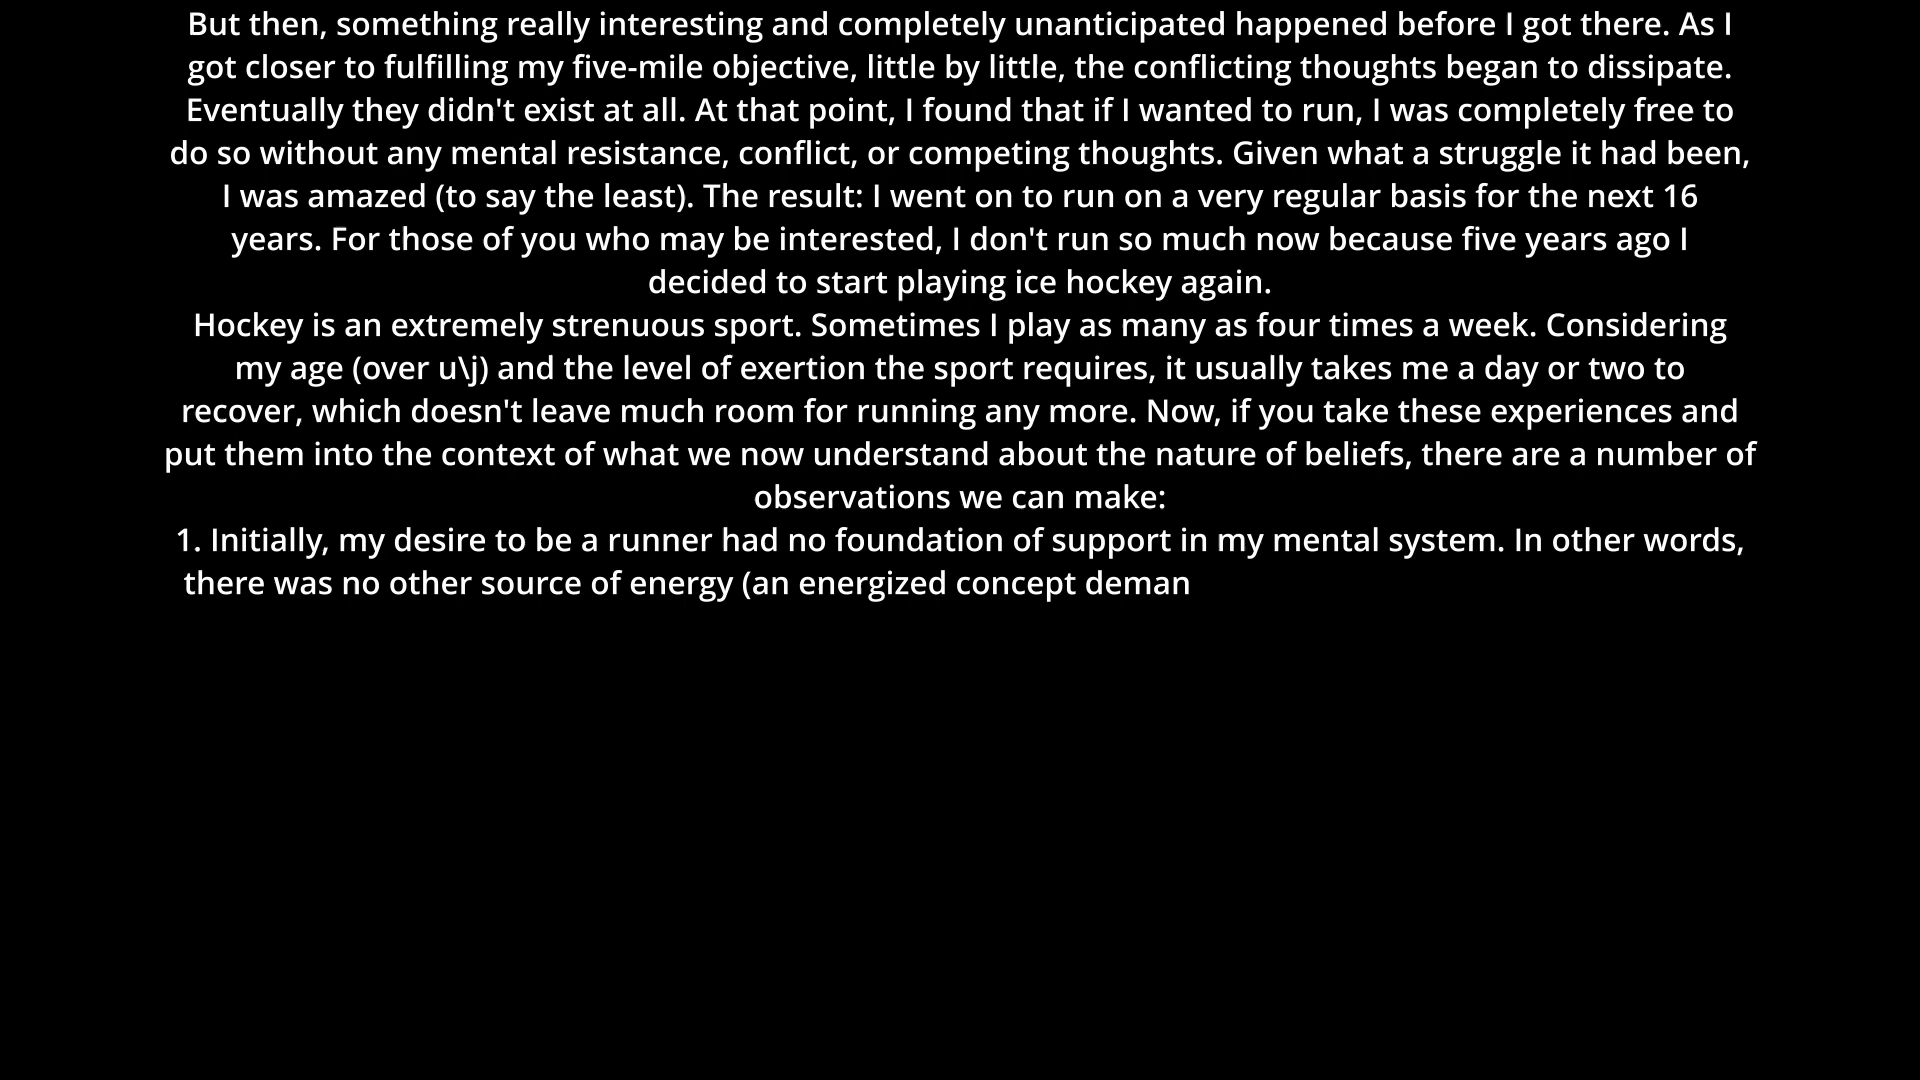 But then, something really interesting and completely unanticipated happened before I got there. As I
got closer to fulfilling my five-mile objective, little by little, the conflicting thoughts began to dissipate.
Eventually they didn't exist at all. At that point, I found that if I wanted to run, I was completely free to
do so without any mental resistance, conflict, or competing thoughts. Given what a struggle it had been,
I was amazed (to say the least). The result: I went on to run on a very regular basis for the next 16
years. For those of you who may be interested, I don't run so much now because five years ago I
decided to start playing ice hockey again.
Hockey is an extremely strenuous sport. Sometimes I play as many as four times a week. Considering
my age (over u\j) and the level of exertion the sport requires, it usually takes me a day or two to
recover, which doesn't leave much room for running any more. Now, if you take these experiences and
put them into the context of what we now understand about the nature of beliefs, there are a number of
observations we can make:
1. Initially, my desire to be a runner had no foundation of support in my mental system. In other words,
there was no other source of energy (an energized concept deman